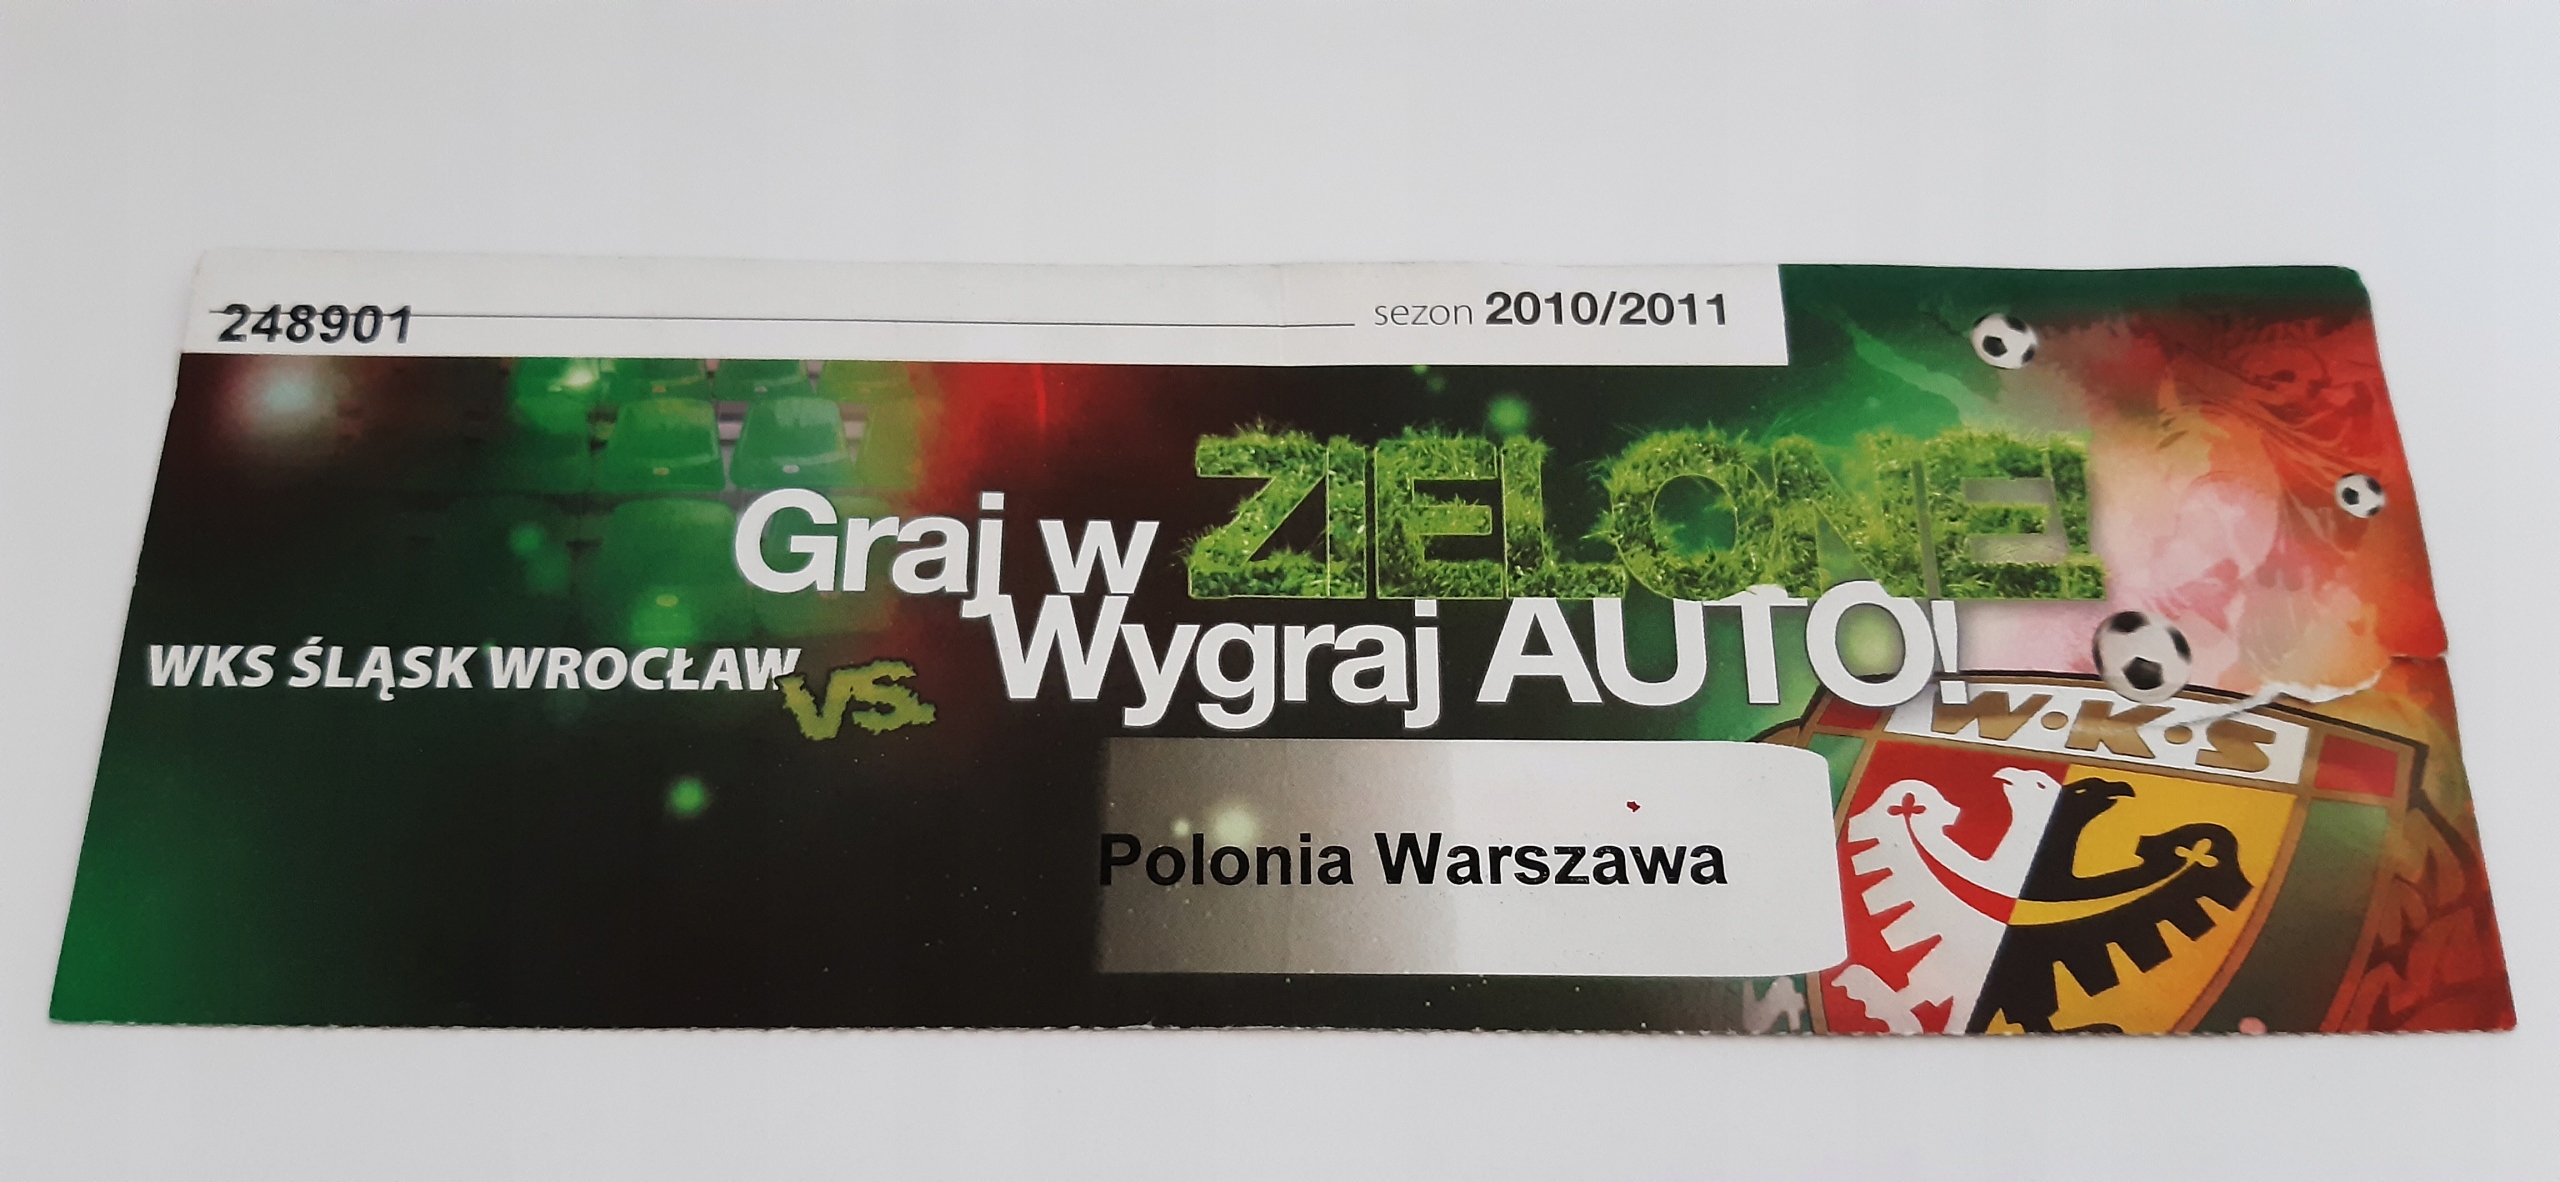 248901
sezon 2010/2011
Graj w ZIELONE!
Wygraj AUTO!
WKS ŚLĄSK WROCŁAW
VS.
W·K·S
Polonia Warszawa